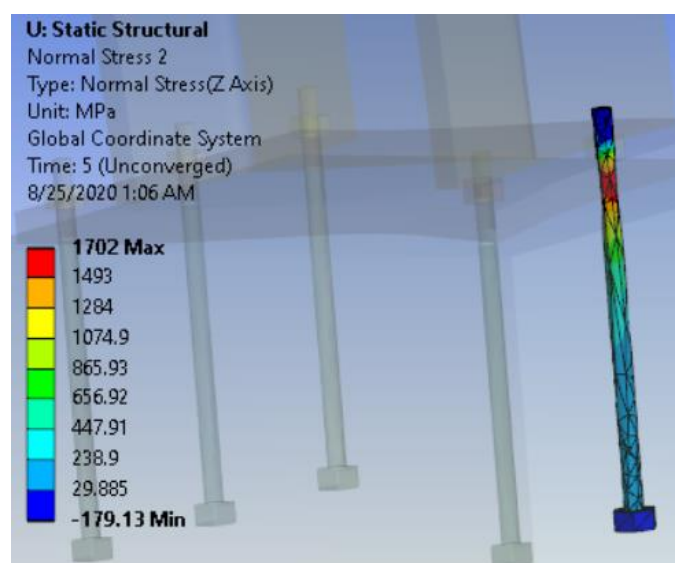 U: Static Structural
Normal Stress 2
Type: Normal Stress(Z Axis)
Unit: MPa
Global Coordinate System
Time: 5 (Unconverged)
8/25/2020 1:06 AM
1702 Max
1493
1284
1074.9
865.93
656.92
447.91
238.9
29.885
-179.13 Min